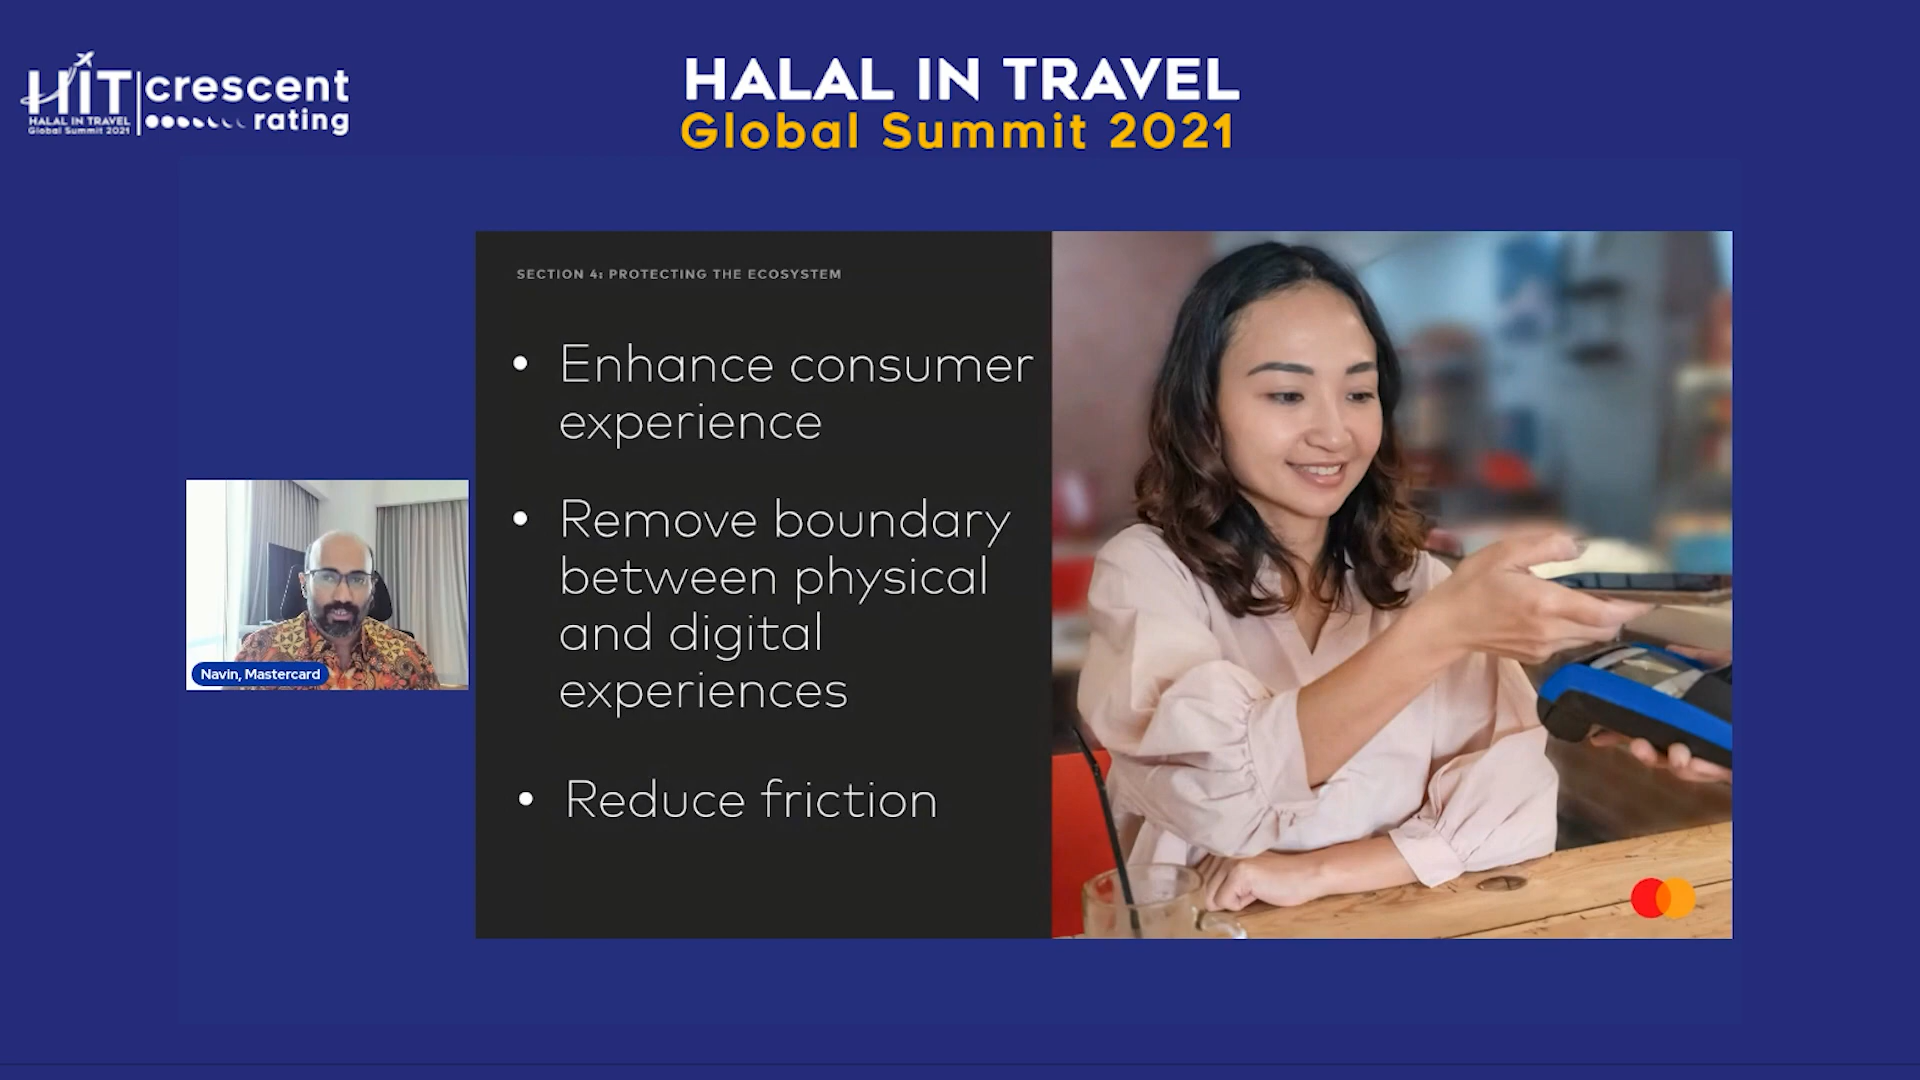 HiT
HALAL IN TRAVEL
Global Summit 2021
crescent
rating
HALAL IN TRAVEL
Global Summit 2021
SECTION 4: PROTECTING THE ECOSYSTEM
• Enhance consumer
experience
• Remove boundary
between physical
and digital
experiences
• Reduce friction
Navin, Mastercard